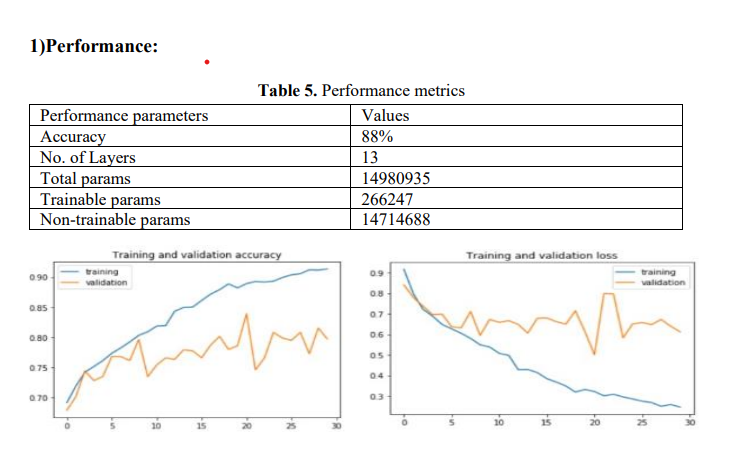 1)Performance:
Table 5. Performance metrics
Performance parameters Values
Accuracy 88%
No. of Layers 13
Total params 14980935
Trainable params 266247
Non-trainable params 14714688
Training and validation accuracy
training
validation
0.90
0.85
0.80
0.75
0.70
0 5 10 15 20 25 30
Training and validation loss
training
validation
0.9
0.8
0.7
0.6
0.5
0.4
0.3
0 5 10 15 20 25 30